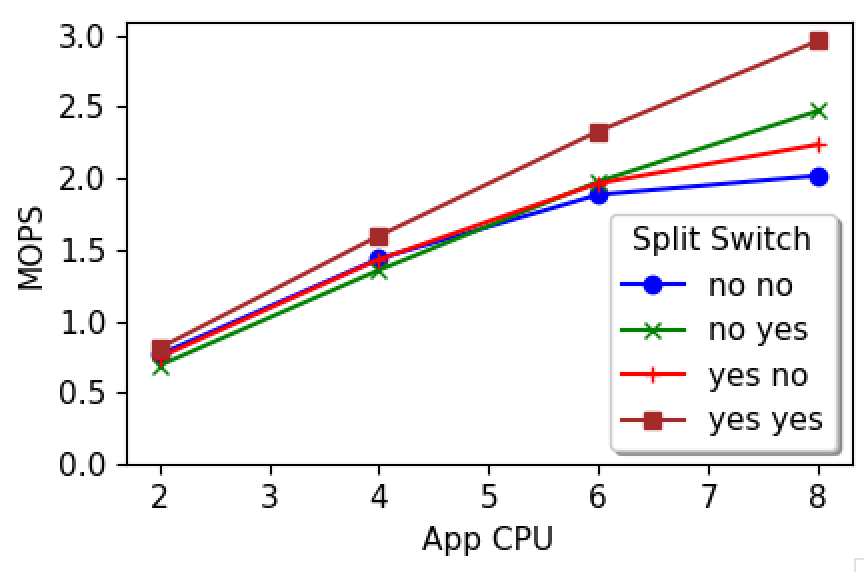 3.0
2.5
2.0
1.5
1.0
0.5
0.0
MOPS
2 3 4 5 6 7 8
App CPU
Split Switch
no no
no yes
yes no
yes yes